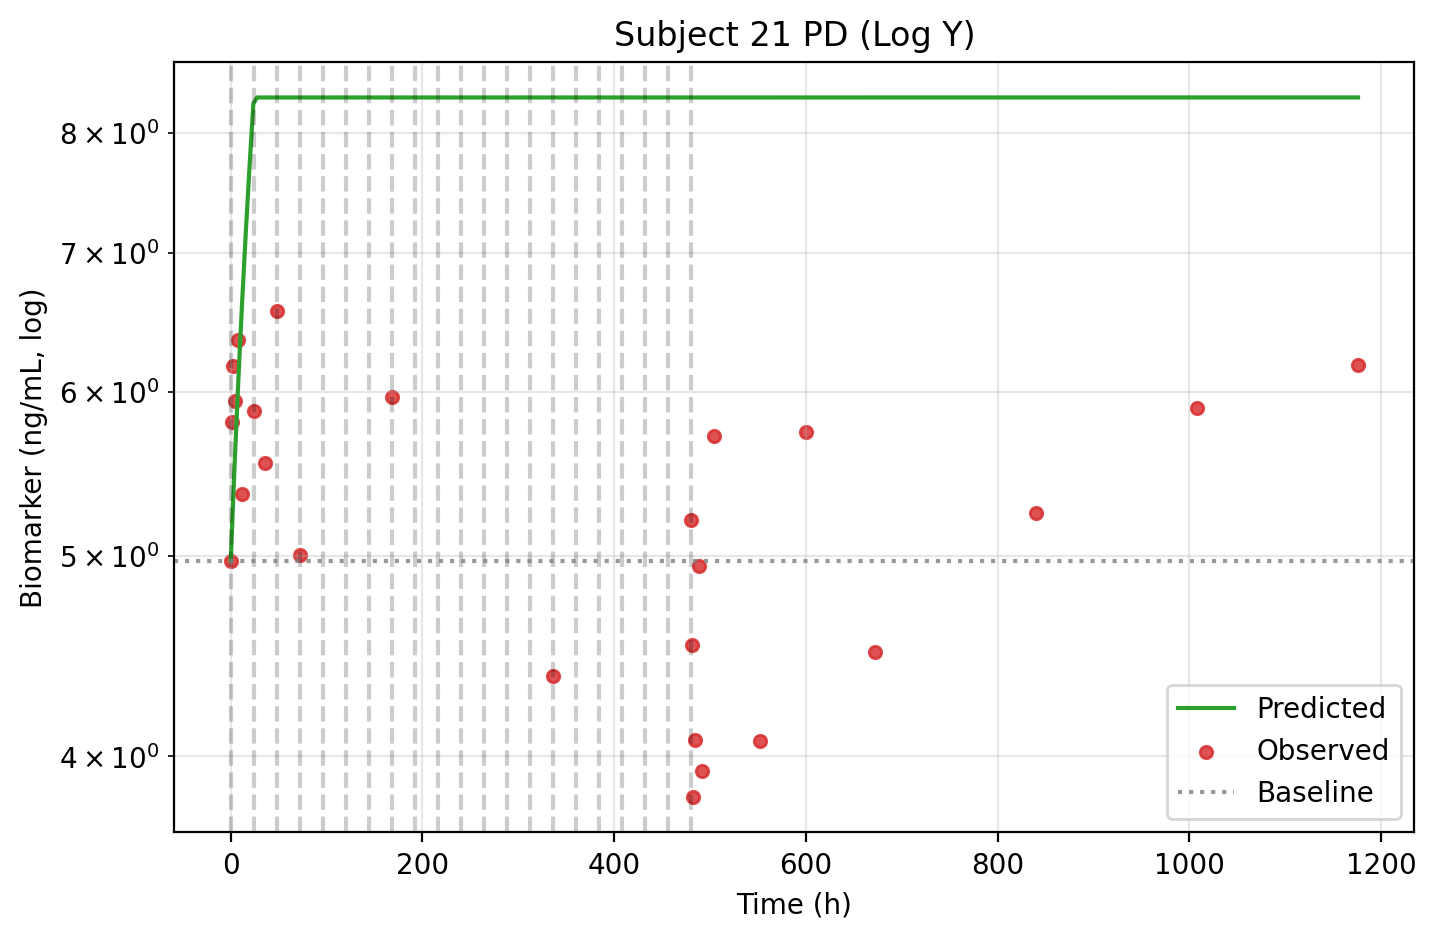 Subject 21 PD (Log Y)
Biomarker (ng/mL, log)
8 × 10⁰
7 × 10⁰
6 × 10⁰
5 × 10⁰
4 × 10⁰
Predicted
Observed
Baseline
0 200 400 600 800 1000 1200
Time (h)